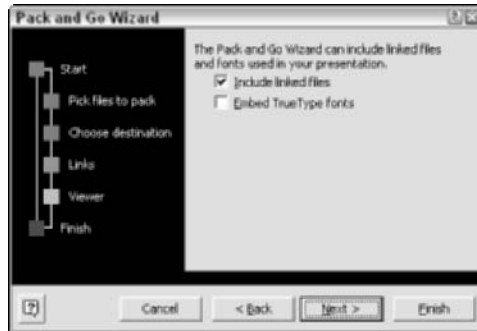 Pack and Go Wizard
Start
Pick files to pack
Choose destination
Links
Viewer
Finish
The Pack and Go Wizard can include linked files
and fonts used in your presentation.
Include linked files
Embed TrueType fonts
Cancel
< Back
Next >
Finish